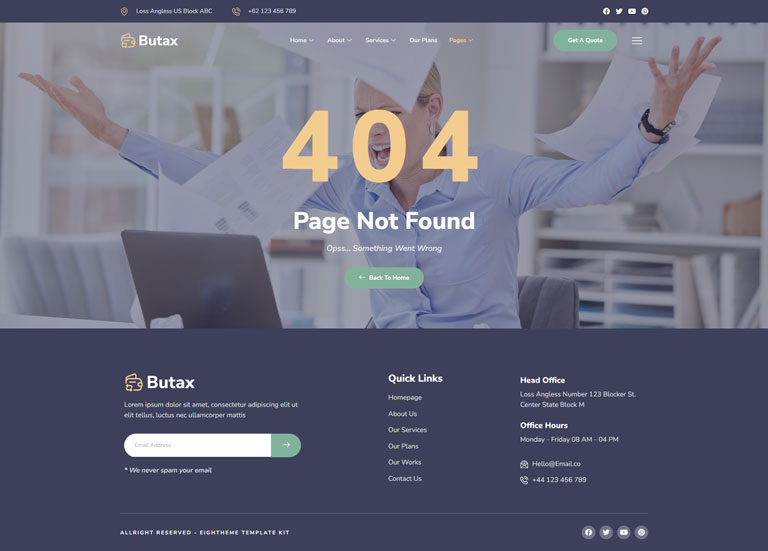 Loss Angless US Block ABC
+62 123 456 789
Butax
Home
About
Services
Our Plans
Pages
Get A Quote
404
Page Not Found
Opss... Something Went Wrong
Back To Home
Butax
Lorem ipsum dolor sit amet, consectetur adipiscing elit ut
elit tellus, luctus nec ullamcorper mattis
Email Address
* We never spam your email
Quick Links
Homepage
About Us
Our Services
Our Plans
Our Works
Contact Us
Head Office
Loss Angless Number 123 Blocker St.
Center State Block M
Office Hours
Monday - Friday 08 AM - 04 PM
Hello@Email.co
+44 123 456 789
ALLRIGHT RESERVED - EIGHTHEME TEMPLATE KIT